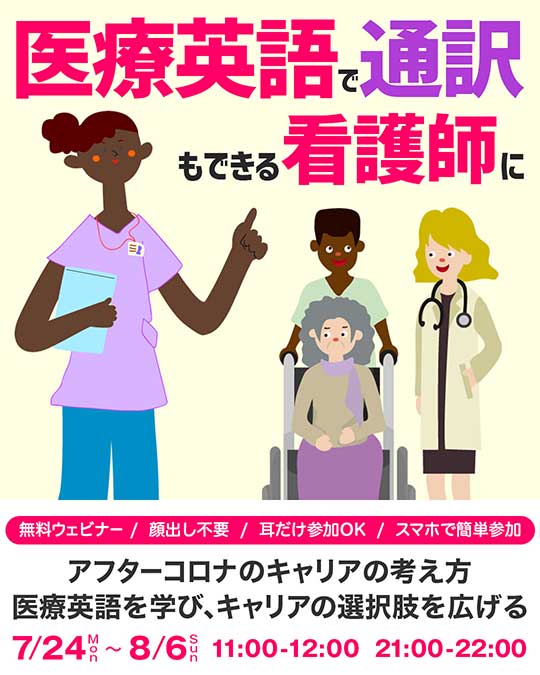 医療英語で通訳
もできる看護師に
無料ウェビナー / 顔出し不要 / 耳だけ参加OK / スマホで簡単参加
アフターコロナのキャリアの考え方
医療英語を学び、キャリアの選択肢を広げる
7/24 Mon ～ 8/6 Sun 11:00-12:00 21:00-22:00